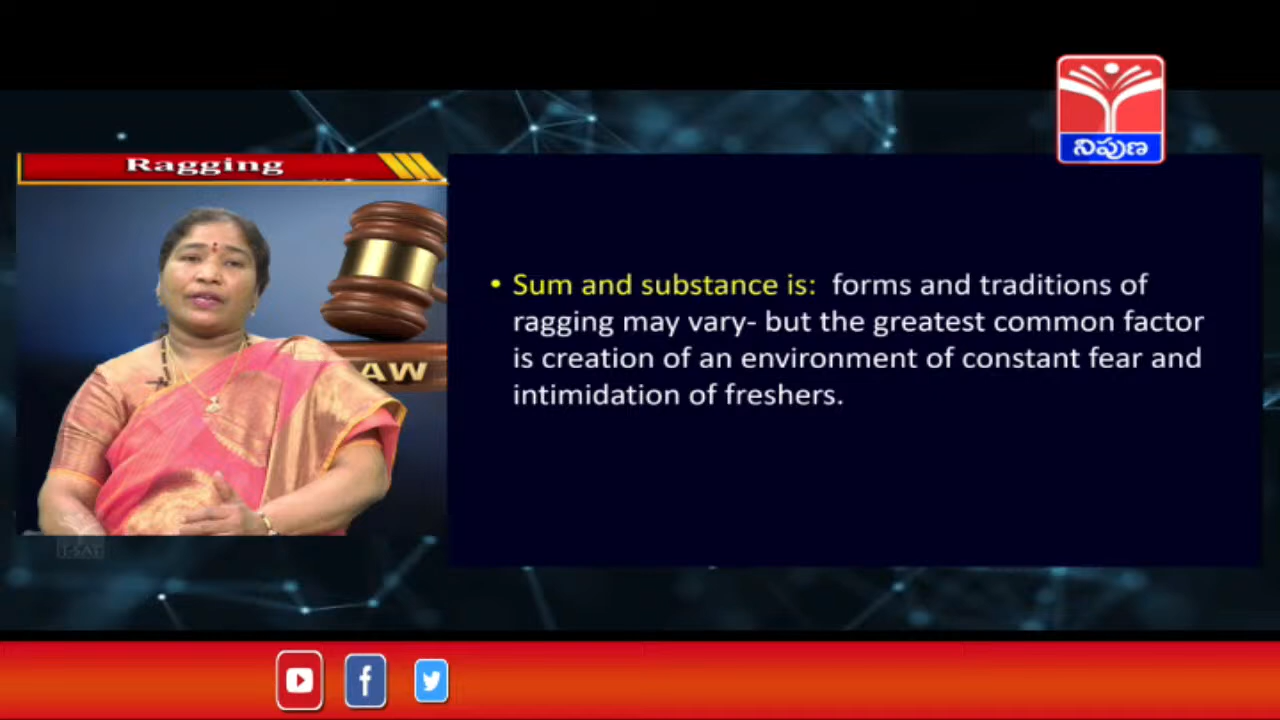 నిపుణ
Ragging
• Sum and substance is: forms and traditions of
ragging may vary- but the greatest common factor
is creation of an environment of constant fear and
intimidation of freshers.
AW
T-SAT